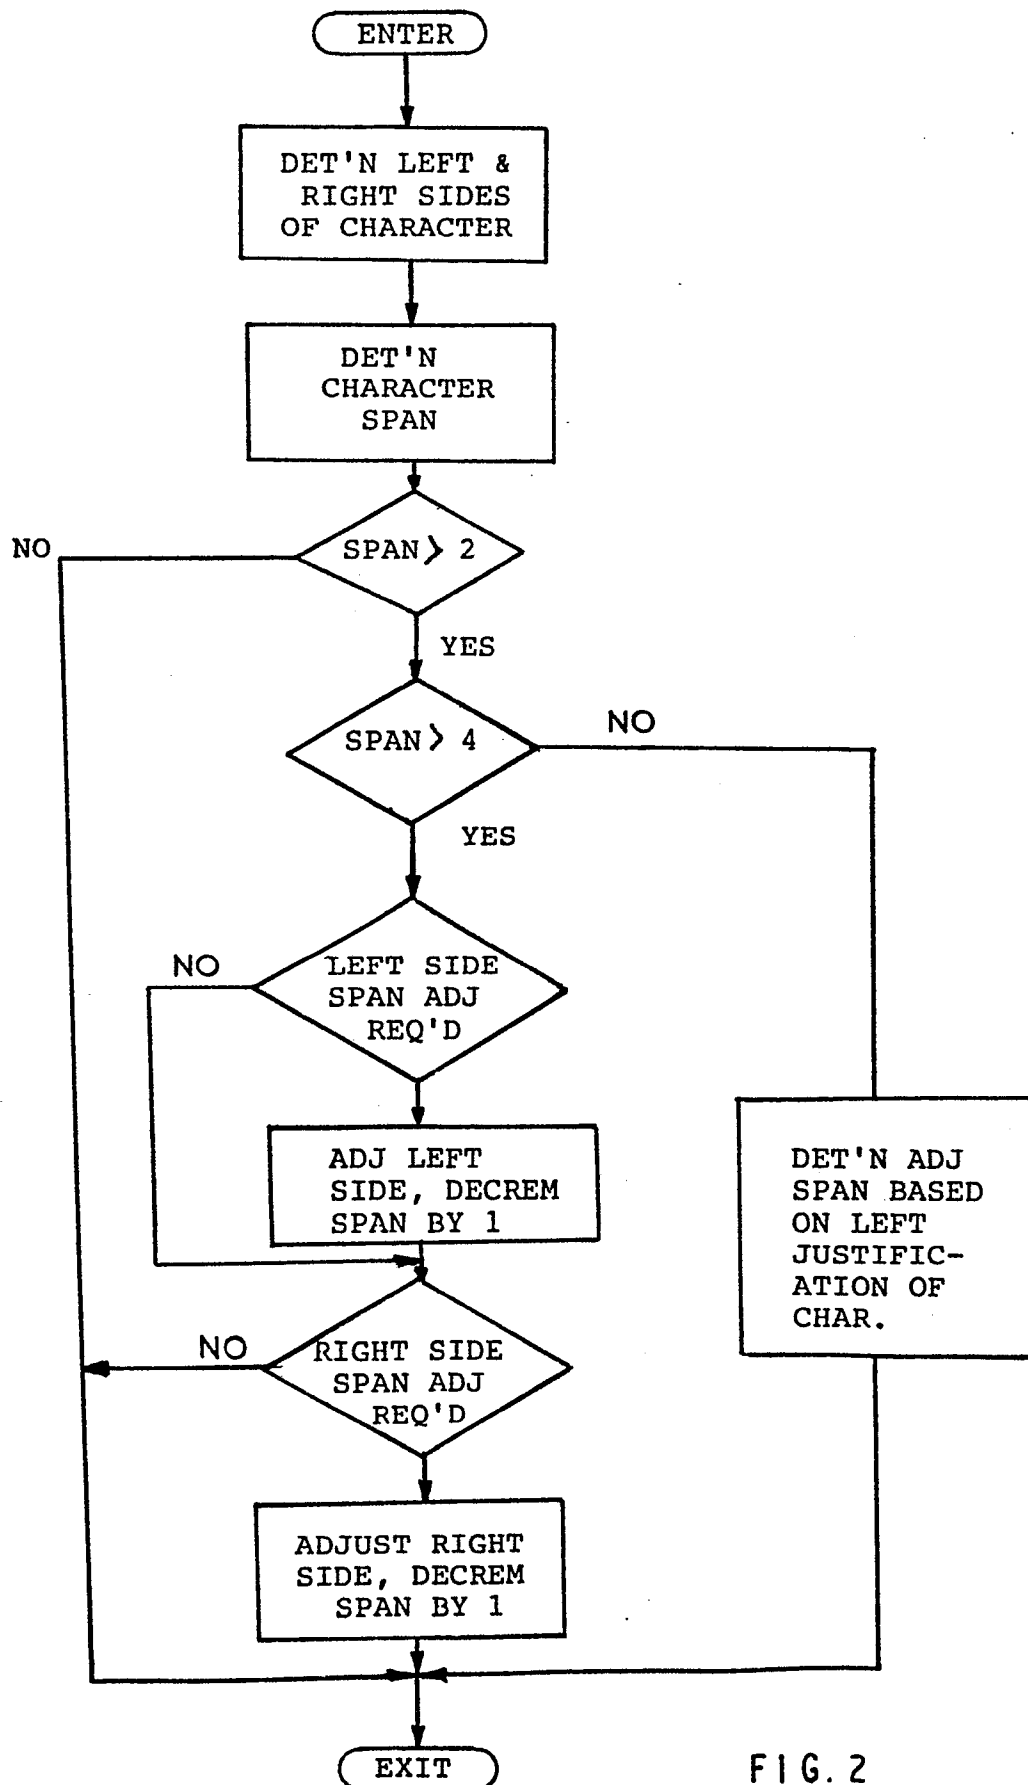 ENTER
DET'N LEFT &
RIGHT SIDES
OF CHARACTER
DET'N
CHARACTER
SPAN
SPAN > 2
NO
YES
SPAN > 4
NO
YES
LEFT SIDE
SPAN ADJ
REQ'D
NO
ADJ LEFT
SIDE, DECREM
SPAN BY 1
DET'N ADJ
SPAN BASED
ON LEFT
JUSTIFIC-
ATION OF
CHAR.
RIGHT SIDE
SPAN ADJ
REQ'D
NO
ADJUST RIGHT
SIDE, DECREM
SPAN BY 1
EXIT
FIG. 2